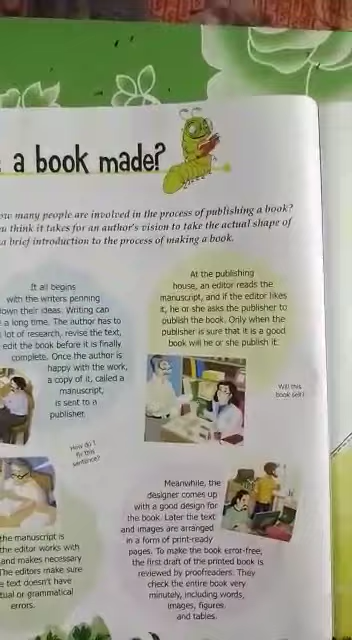 a book made?
ow many people are involved in the process of publishing a book?
u think it takes for an author's vision to take the actual shape of
a brief introduction to the process of making a book.
It all begins
with the writers penning
down their ideas. Writing can
a long time. The author has to
lot of research, revise the text,
edit the book before it is finally
complete. Once the author is
happy with the work,
a copy of it, called a
manuscript,
is sent to a
publisher.
At the publishing
house, an editor reads the
manuscript, and if the editor likes
it, he or she asks the publisher to
publish the book. Only when the
publisher is sure that it is a good
book will he or she publish it.
Will this
book sell?
How do I
fix this
sentence?
the manuscript is
the editor works with
and makes necessary
The editors make sure
e text doesn't have
tual or grammatical
errors.
Meanwhile, the
designer comes up
with a good design for
the book. Later the text
and images are arranged
in a form of print-ready
pages. To make the book error-free,
the first draft of the printed book is
reviewed by proofreaders. They
check the entire book very
minutely, including words,
images, figures,
and tables.